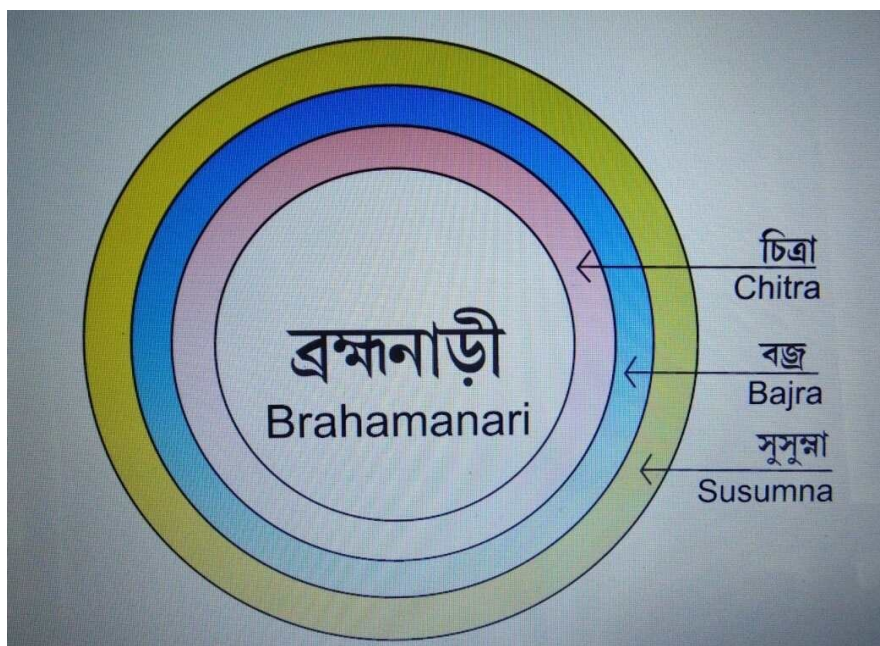 চিত্রা
Chitra
ব্রহ্মনাড়ী
Brahamanari
বজ্র
Bajra
সুসুম্না
Susumna